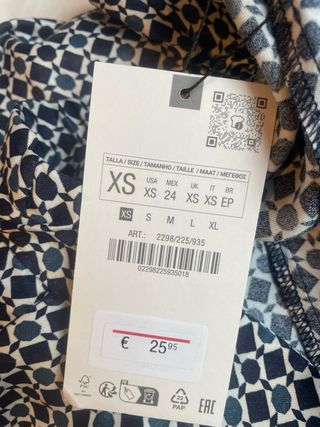 TALLA / SIZE / TAMANHO / TAILLE / MAAT / ΜΕΓΕΘΟΣ
XS
USA XS
MEX 24
UK XS
IT XS
BR EP
XS S M L XL
ART.: 2298/225/935
02298225935018
€ 25 95
FSC
22
PAP
EAC